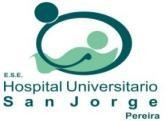 E.S.E.
Hospital Universitario
San Jorge
Pereira